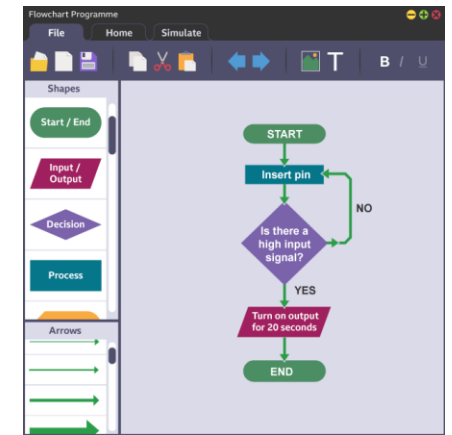 Flowchart Programme
File
Home
Simulate
T
B
I
U
Shapes
Start / End
Input /
Output
Decision
Process
Arrows
START
Insert pin
NO
Is there a
high input
signal?
YES
Turn on output
for 20 seconds
END